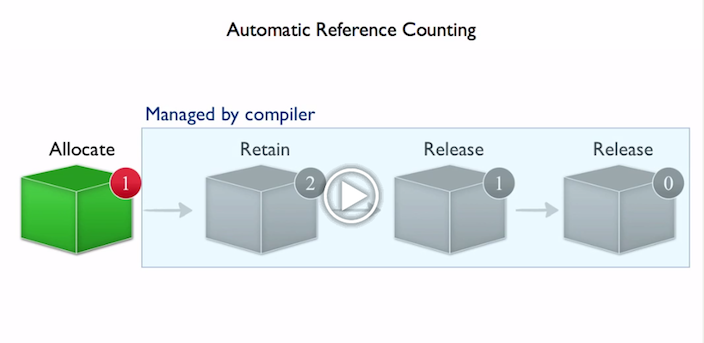 Automatic Reference Counting
Managed by compiler
Allocate
Retain
Release
Release
1
2
1
0